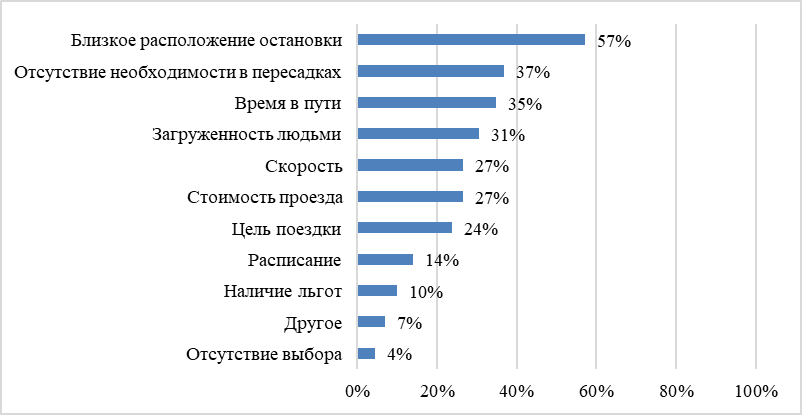 Близкое расположение остановки 57%
Отсутствие необходимости в пересадках 37%
Время в пути 35%
Загруженность людьми 31%
Скорость 27%
Стоимость проезда 27%
Цель поездки 24%
Расписание 14%
Наличие льгот 10%
Другое 7%
Отсутствие выбора 4%
0% 20% 40% 60% 80% 100%